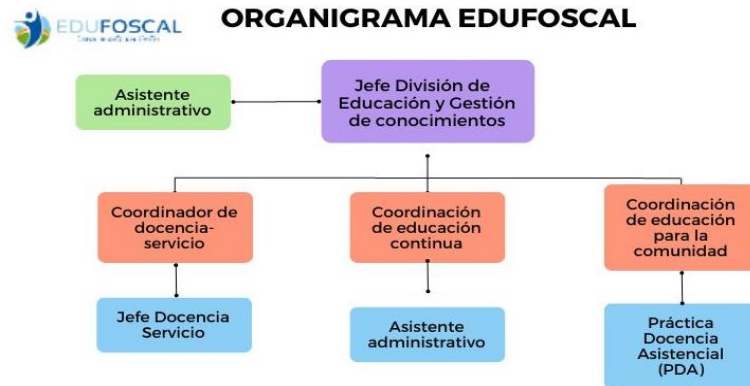 EDUFOSCAL
ORGANIGRAMA EDUFOSCAL
Asistente
administrativo
Jefe División de
Educación y Gestión
de conocimientos
Coordinador de
docencia-
servicio
Coordinación
de educación
continua
Coordinación
de educación
para la
comunidad
Jefe Docencia
Servicio
Asistente
administrativo
Práctica
Docencia
Asistencial
(PDA)